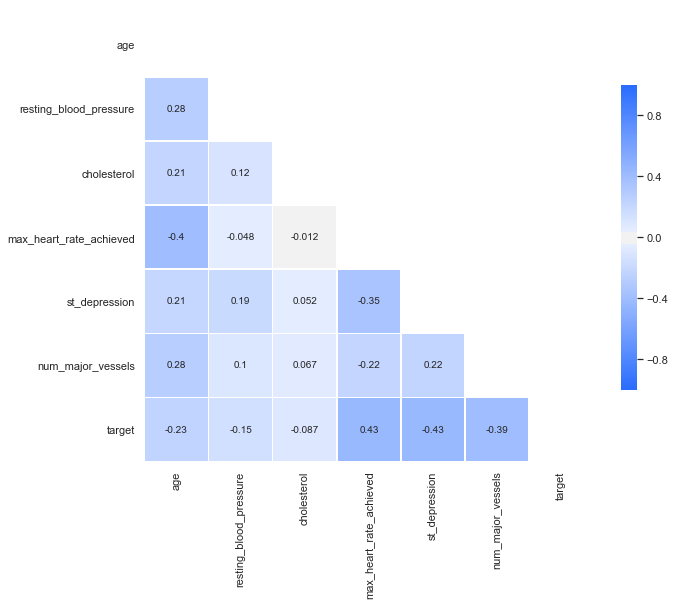 age
resting_blood_pressure 0.28
cholesterol 0.21 0.12
max_heart_rate_achieved -0.4 -0.048 -0.012
st_depression 0.21 0.19 0.052 -0.35
num_major_vessels 0.28 0.1 0.067 -0.22 0.22
target -0.23 -0.15 -0.087 0.43 -0.43 -0.39
age
resting_blood_pressure
cholesterol
max_heart_rate_achieved
st_depression
num_major_vessels
target
0.8
0.4
0.0
-0.4
-0.8